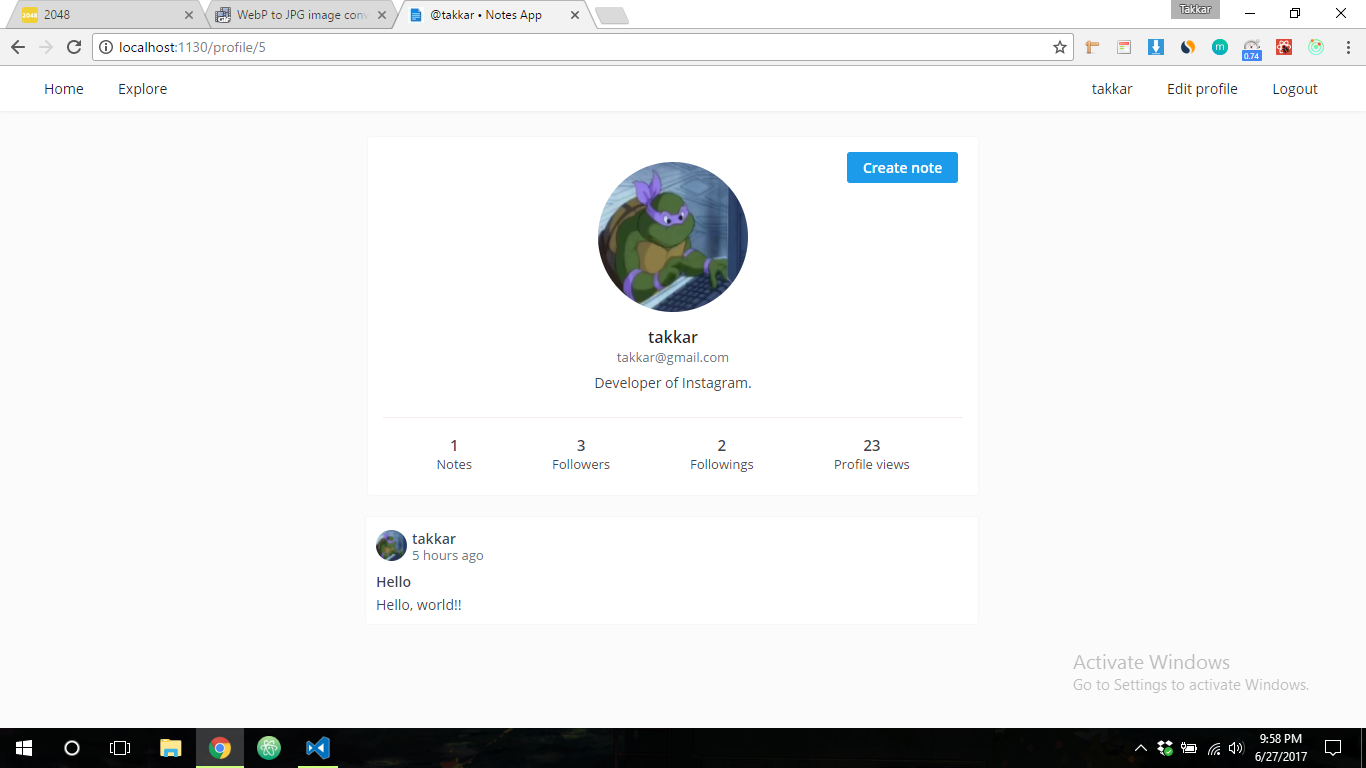 2048
2048
WebP to JPG image conv
@takkar • Notes App
Takkar
localhost:1130/profile/5
m
0.74
Home
Explore
takkar
Edit profile
Logout
Create note
takkar
takkar@gmail.com
Developer of Instagram.
1
Notes
3
Followers
2
Followings
23
Profile views
takkar
5 hours ago
Hello
Hello, world!!
Activate Windows
Go to Settings to activate Windows.
9:58 PM
6/27/2017